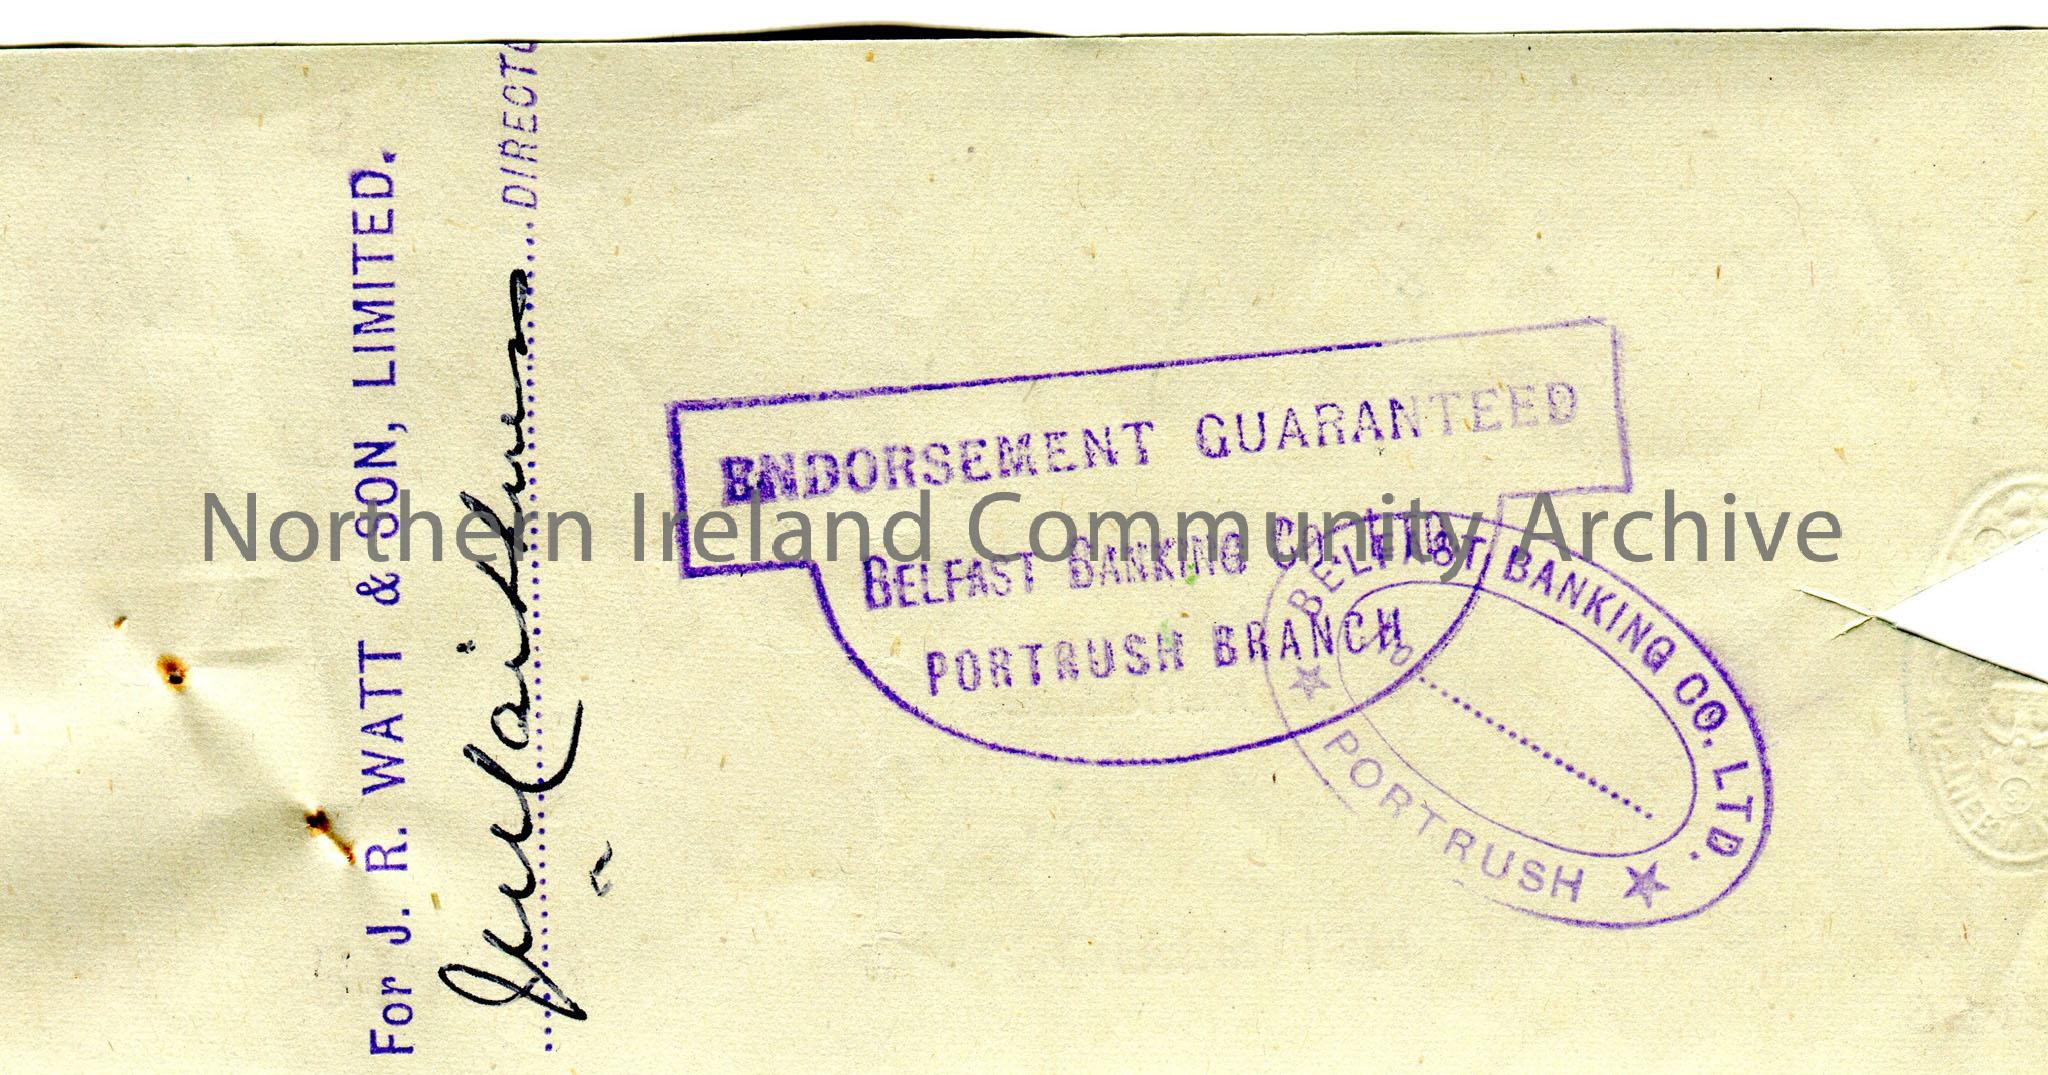 For J. R. WATT & SON, LIMITED.
DIRECTO
ENDORSEMENT GUARANTEED
BELFAST BANKING CO. LTD.
PORTRUSH BRANCH
BELFAST BANKING CO. LTD.
PORTRUSH
Northern Ireland Community Archive